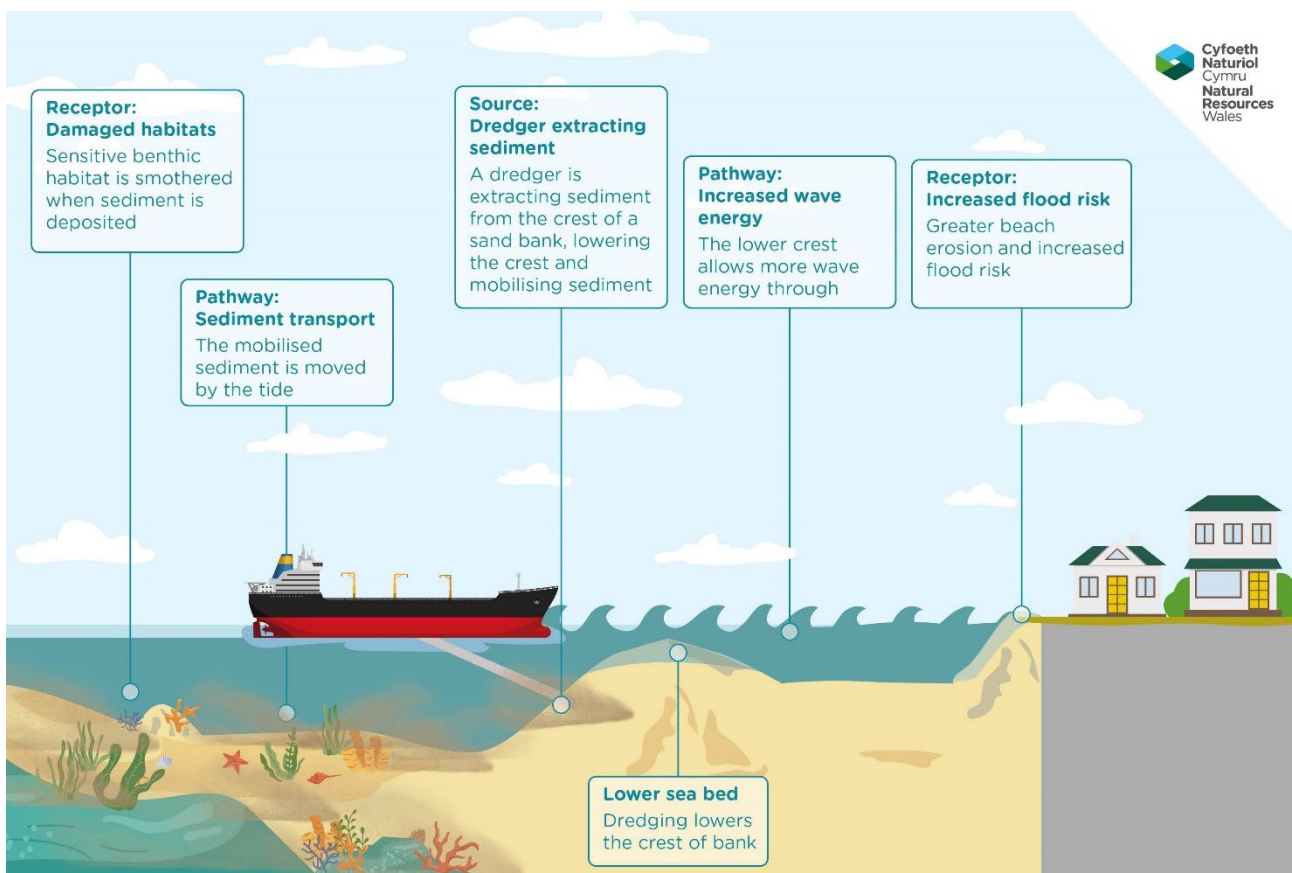 Cyfoeth
Naturiol
Cymru
Natural
Resources
Wales
Receptor:
Damaged habitats
Sensitive benthic
habitat is smothered
when sediment is
deposited
Pathway:
Sediment transport
The mobilised
sediment is moved
by the tide
Source:
Dredger extracting
sediment
A dredger is
extracting sediment
from the crest of a
sand bank, lowering
the crest and
mobilising sediment
Pathway:
Increased wave
energy
The lower crest
allows more wave
energy through
Receptor:
Increased flood risk
Greater beach
erosion and increased
flood risk
Lower sea bed
Dredging lowers
the crest of bank